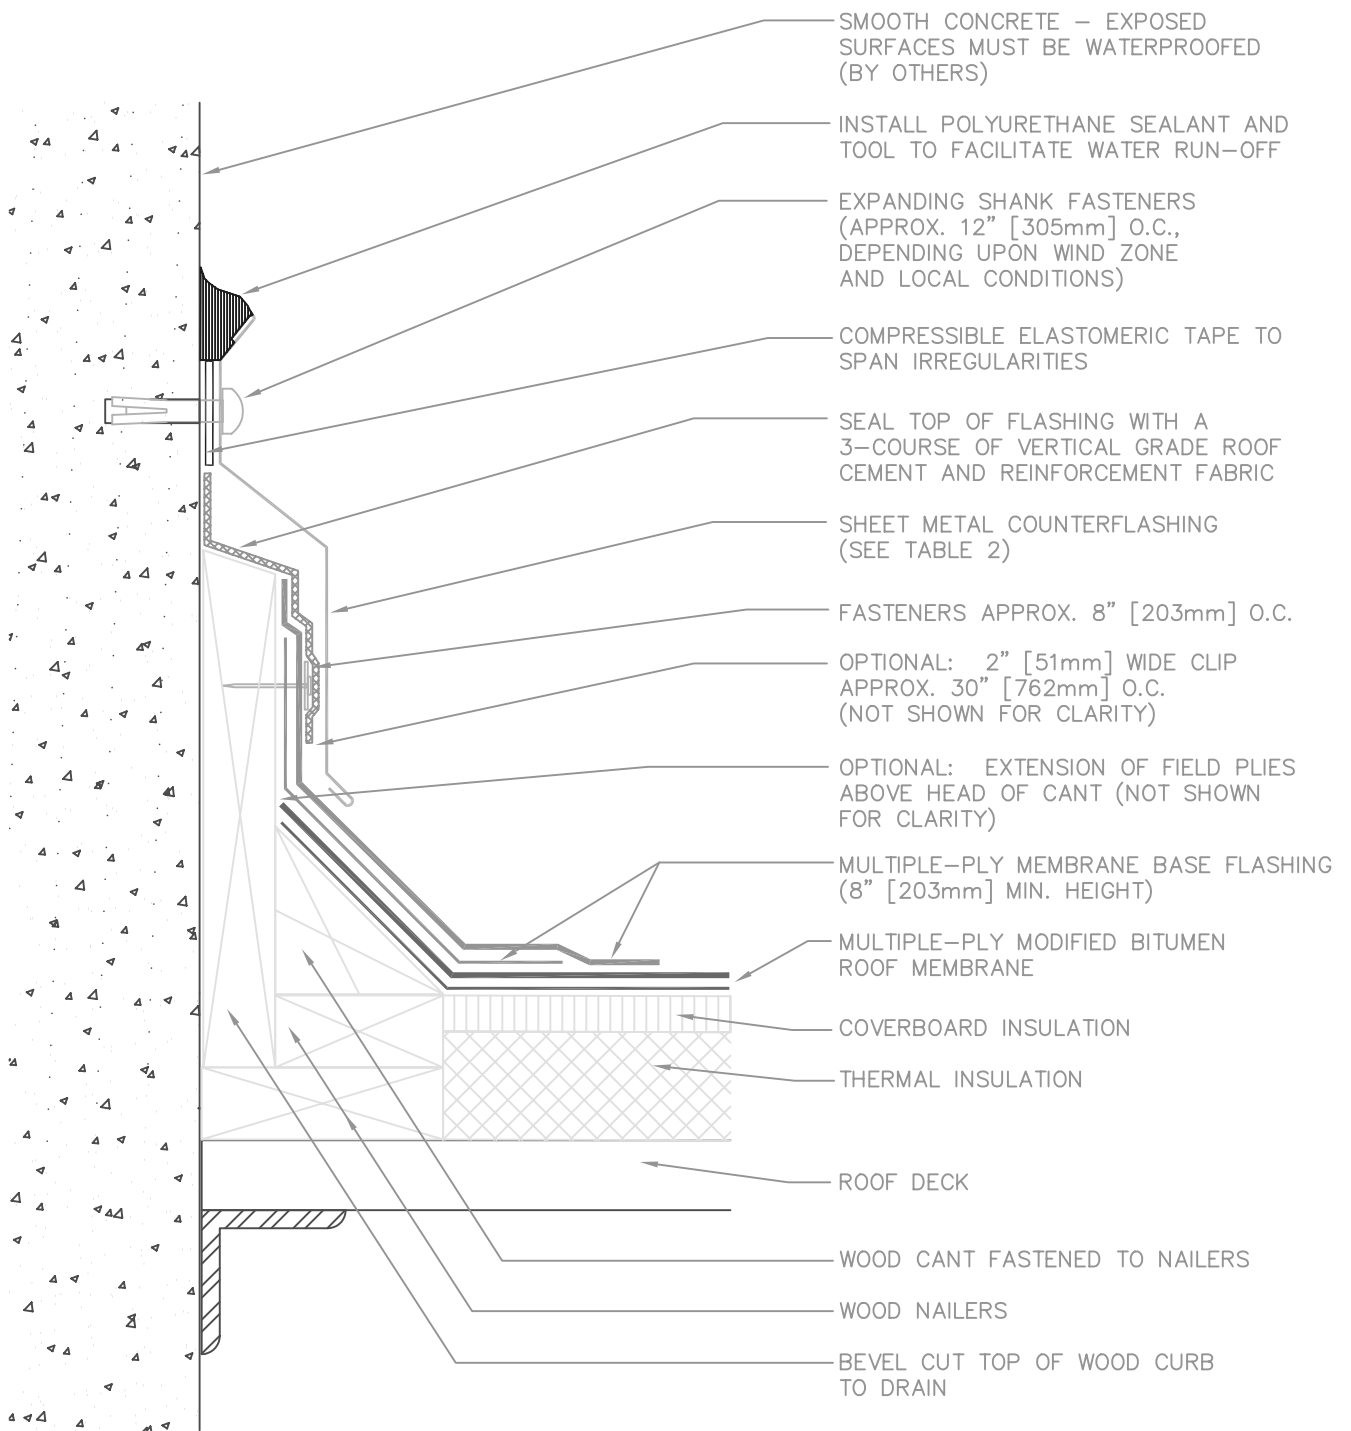 SMOOTH CONCRETE – EXPOSED
SURFACES MUST BE WATERPROOFED
(BY OTHERS)
INSTALL POLYURETHANE SEALANT AND
TOOL TO FACILITATE WATER RUN–OFF
EXPANDING SHANK FASTENERS
(APPROX. 12” [305mm] O.C.,
DEPENDING UPON WIND ZONE
AND LOCAL CONDITIONS)
COMPRESSIBLE ELASTOMERIC TAPE TO
SPAN IRREGULARITIES
SEAL TOP OF FLASHING WITH A
3–COURSE OF VERTICAL GRADE ROOF
CEMENT AND REINFORCEMENT FABRIC
SHEET METAL COUNTERFLASHING
(SEE TABLE 2)
FASTENERS APPROX. 8” [203mm] O.C.
OPTIONAL: 2” [51mm] WIDE CLIP
APPROX. 30” [762mm] O.C.
(NOT SHOWN FOR CLARITY)
OPTIONAL: EXTENSION OF FIELD PLIES
ABOVE HEAD OF CANT (NOT SHOWN
FOR CLARITY)
MULTIPLE–PLY MEMBRANE BASE FLASHING
(8” [203mm] MIN. HEIGHT)
MULTIPLE–PLY MODIFIED BITUMEN
ROOF MEMBRANE
COVERBOARD INSULATION
THERMAL INSULATION
ROOF DECK
WOOD CANT FASTENED TO NAILERS
WOOD NAILERS
BEVEL CUT TOP OF WOOD CURB
TO DRAIN